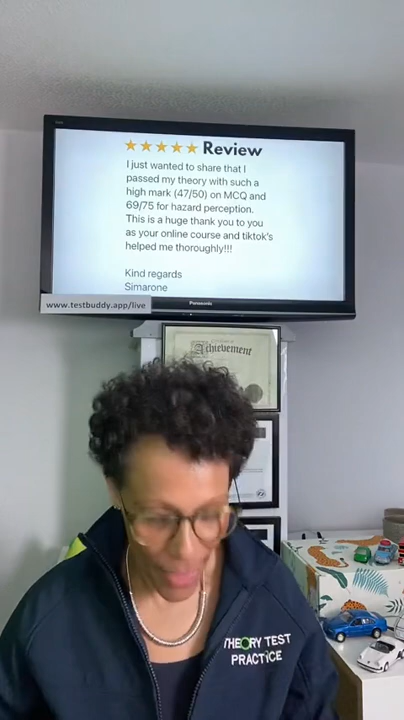 ★★★★★ Review
I just wanted to share that I
passed my theory with such a
high mark (47/50) on MCQ and
69/75 for hazard perception.
This is a huge thank you to you
as your online course and tiktok's
helped me thoroughly!!!
Kind regards
Simarone
www.testbuddy.app/live
Panasonic
Achievement
THEORY TEST
PRACTiCE